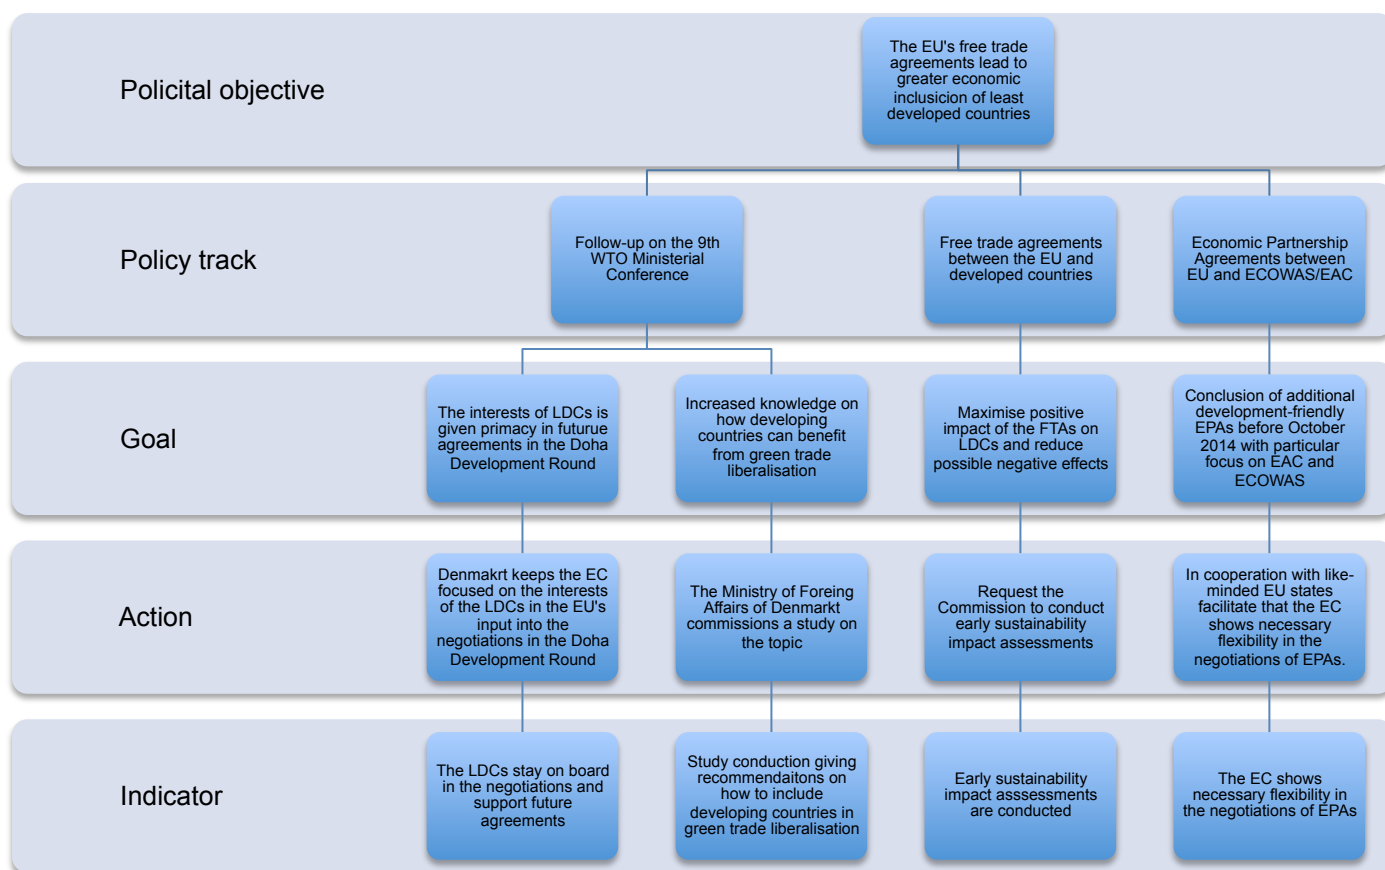 Policital objective
The EU's free trade
agreements lead to
greater economic
inclusicion of least
developed countries
Policy track
Follow-up on the 9th
WTO Ministerial
Conference
Free trade agreements
between the EU and
developed countries
Economic Partnership
Agreements between
EU and ECOWAS/EAC
Goal
The interests of LDCs is
given primacy in futurue
agreements in the Doha
Development Round
Increased knowledge on
how developing
countries can benefit
from green trade
liberalisation
Maximise positive
impact of the FTAs on
LDCs and reduce
possible negative effects
Conclusion of additional
development-friendly
EPAs before October
2014 with particular
focus on EAC and
ECOWAS
Action
Denmakrt keeps the EC
focused on the interests
of the LDCs in the EU's
input into the
negotiations in the Doha
Development Round
The Ministry of Foreing
Affairs of Denmarkt
commissions a study on
the topic
Request the
Commission to conduct
early sustainability
impact assessments
In cooperation with like-
minded EU states
facilitate that the EC
shows necessary
flexibility in the
negotiations of EPAs.
Indicator
The LDCs stay on board
in the negotiations and
support future
agreements
Study conduction giving
recommendaitons on
how to include
developing countries in
green trade liberalisation
Early sustainability
impact asssessments
are conducted
The EC shows
necessary flexibility in
the negotiations of EPAs